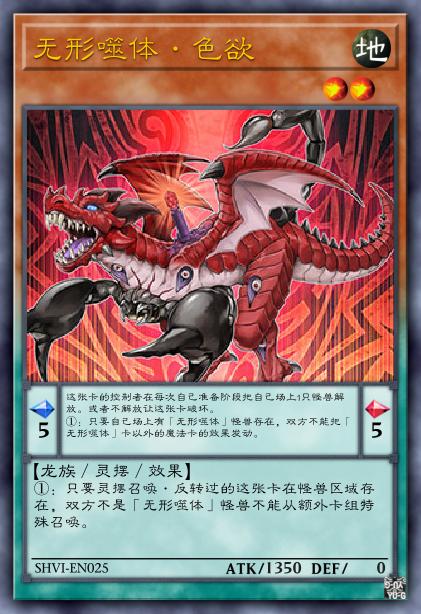 无形噬体・色欲
地
这张卡的控制者在每次自己准备阶段把自己场上1只怪兽解
放。或者不解放让这张卡破坏。
①：只要自己场上有「无形噬体」怪兽存在，双方不能把「
无形噬体」卡以外的魔法卡的效果发动。
5
5
【龙族／灵摆／效果】
①：只要灵摆召唤・反转过的这张卡在怪兽区域存
在，双方不是「无形噬体」怪兽不能从额外卡组特
殊召唤。
SHVI-EN025 ATK/1350 DEF/ 0